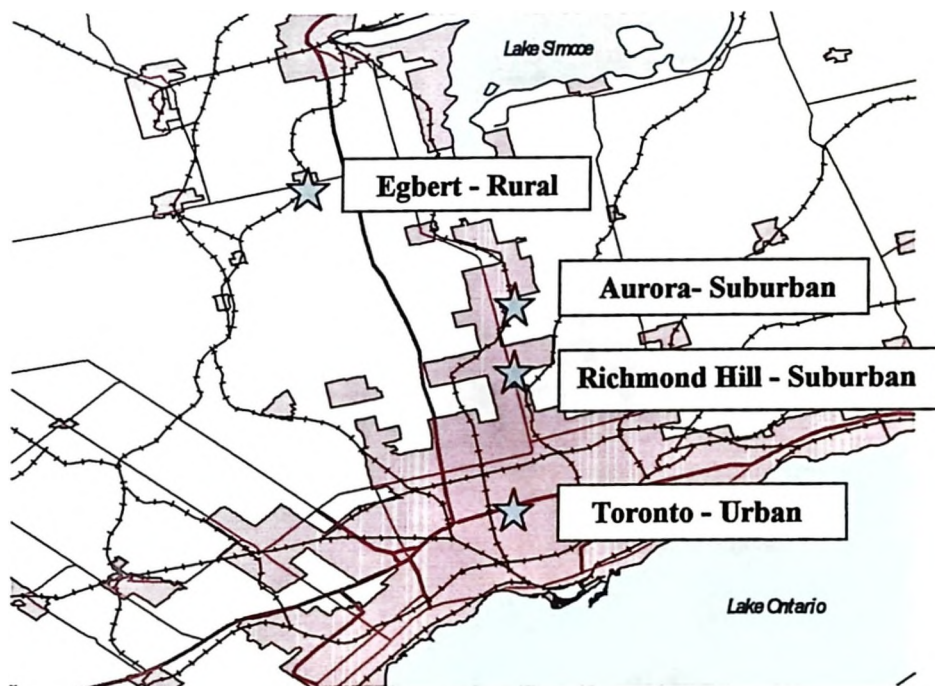 Lake Simcoe
Egbert - Rural
Aurora- Suburban
Richmond Hill - Suburban
Toronto - Urban
Lake Ontario